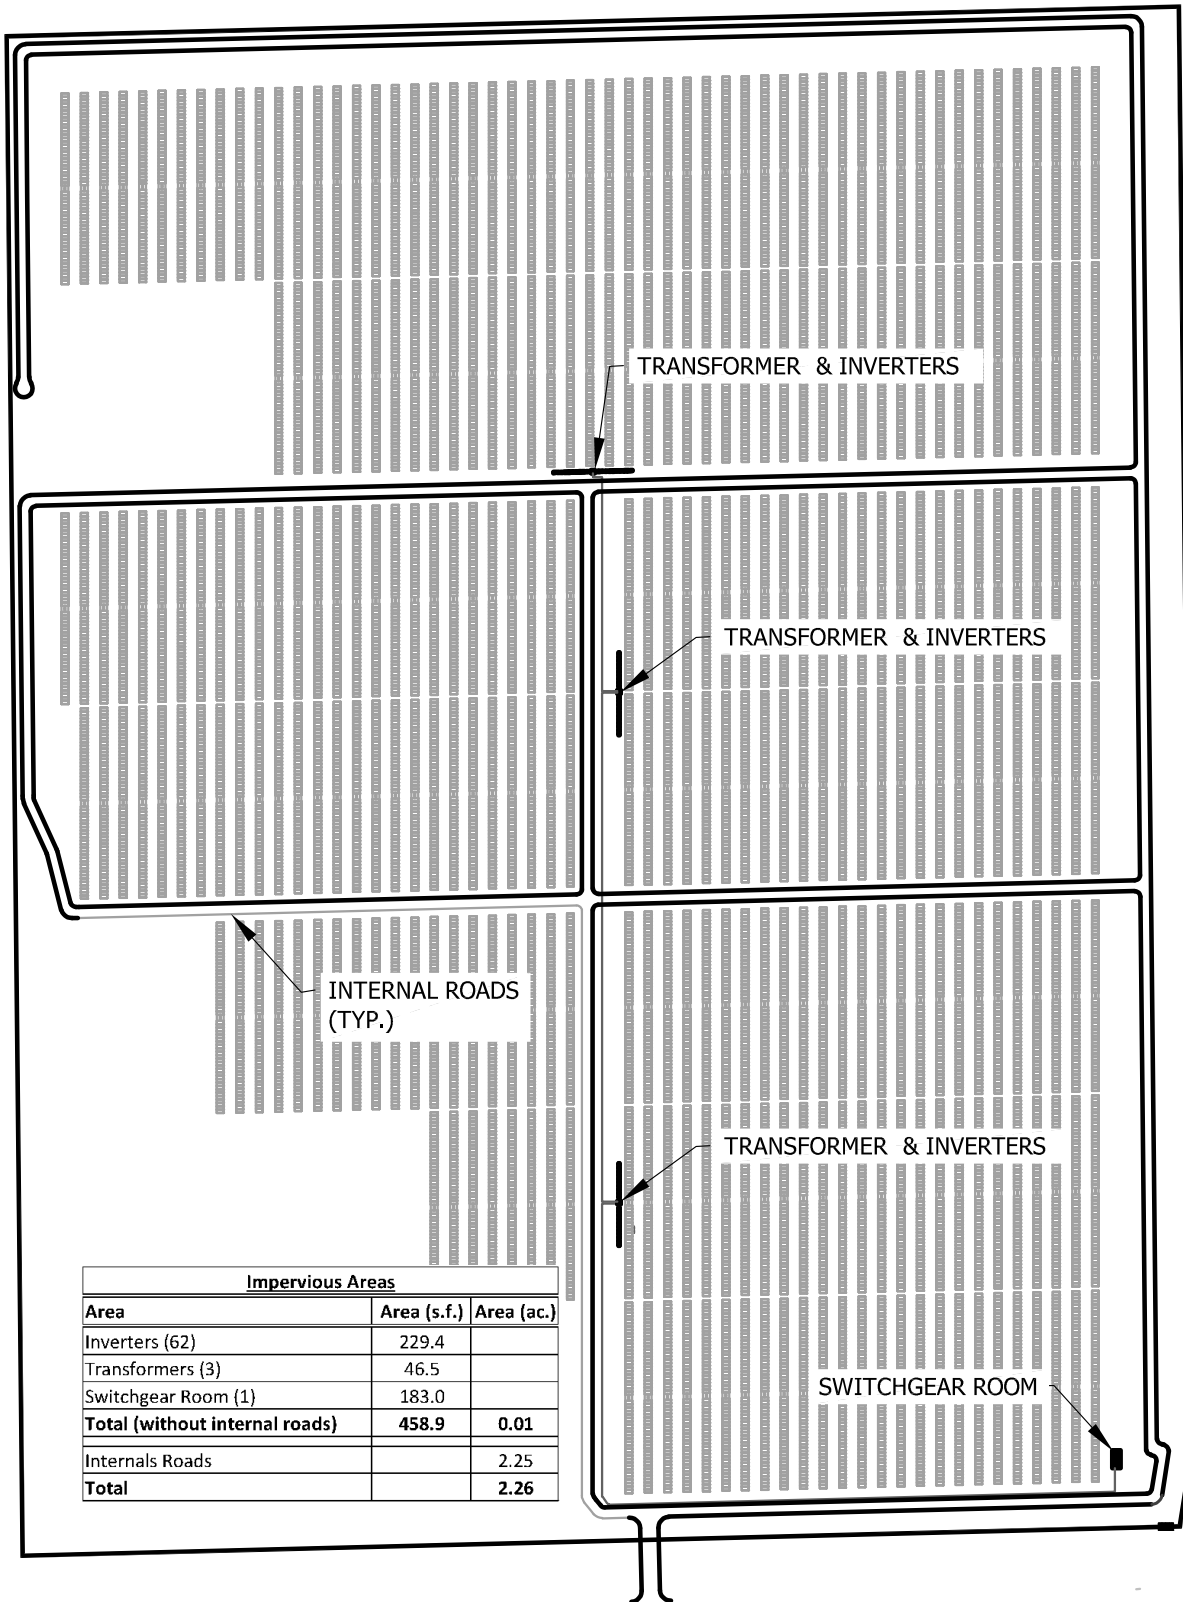 TRANSFORMER & INVERTERS
TRANSFORMER & INVERTERS
INTERNAL ROADS
(TYP.)
TRANSFORMER & INVERTERS
Impervious Areas
Area Area (s.f.) Area (ac.)
Inverters (62) 229.4
Transformers (3) 46.5
Switchgear Room (1) 183.0
Total (without internal roads) 458.9 0.01
Internals Roads 2.25
Total 2.26
SWITCHGEAR ROOM